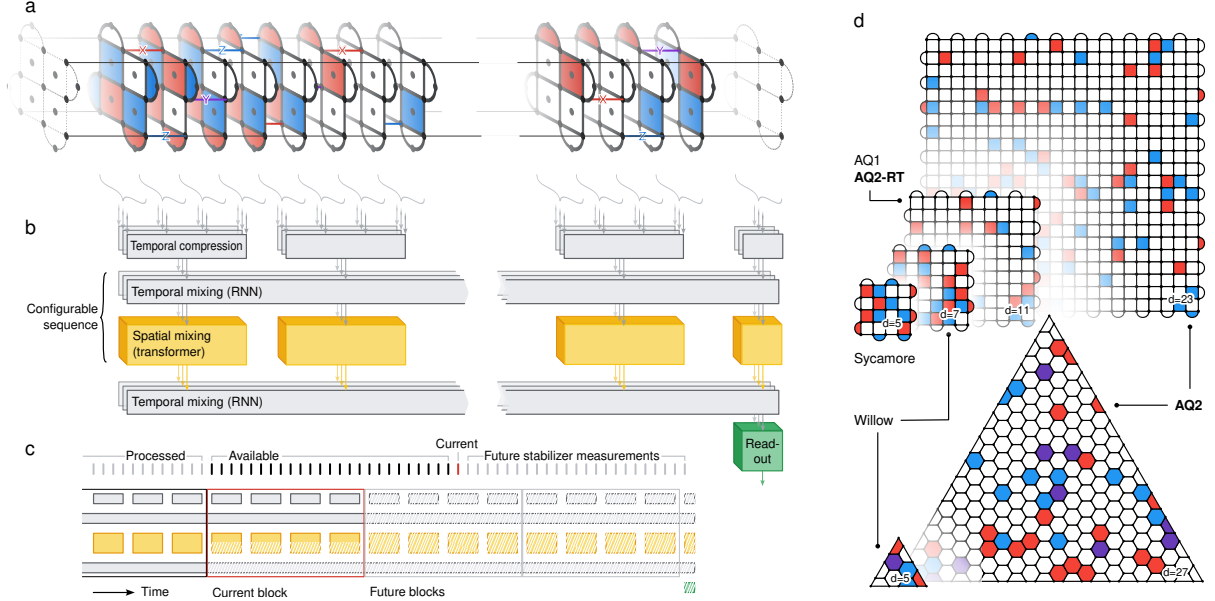 a
X
Z
X
Y
Y
X
Z
Z
b
Temporal compression
Configurable
sequence
Temporal mixing (RNN)
Spatial mixing
(transformer)
Temporal mixing (RNN)
Read-
out
c
Processed
Available
Current
Future stabilizer measurements
Time
Current block
Future blocks
d
AQ1
AQ2-RT
d=23
d=11
d=7
d=5
Sycamore
Willow
AQ2
d=5
d=27